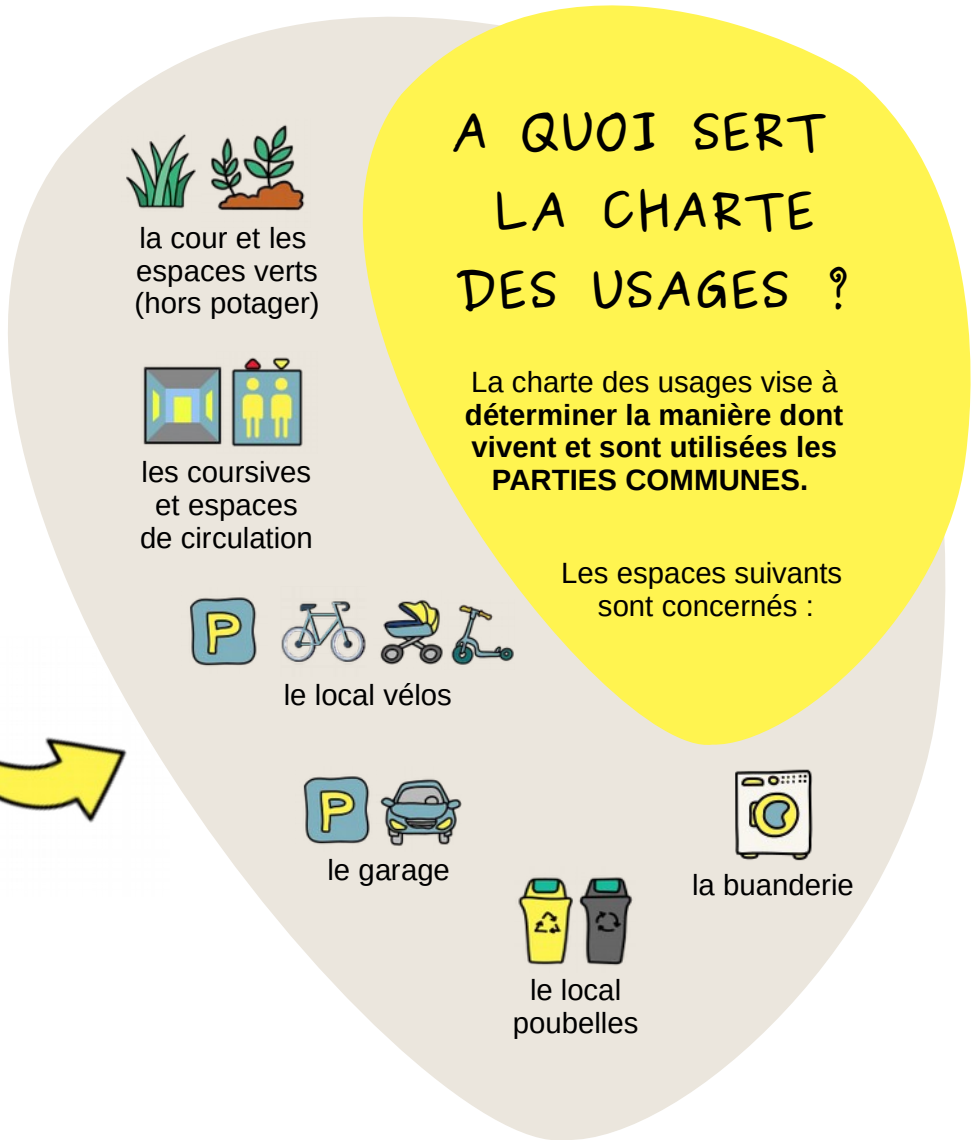 A QUOI SERT
LA CHARTE
DES USAGES ?
La charte des usages vise à
déterminer la manière dont
vivent et sont utilisées les
PARTIES COMMUNES.
Les espaces suivants
sont concernés :
la cour et les
espaces verts
(hors potager)
les coursives
et espaces
de circulation
P
le local vélos
P
le garage
la buanderie
le local
poubelles